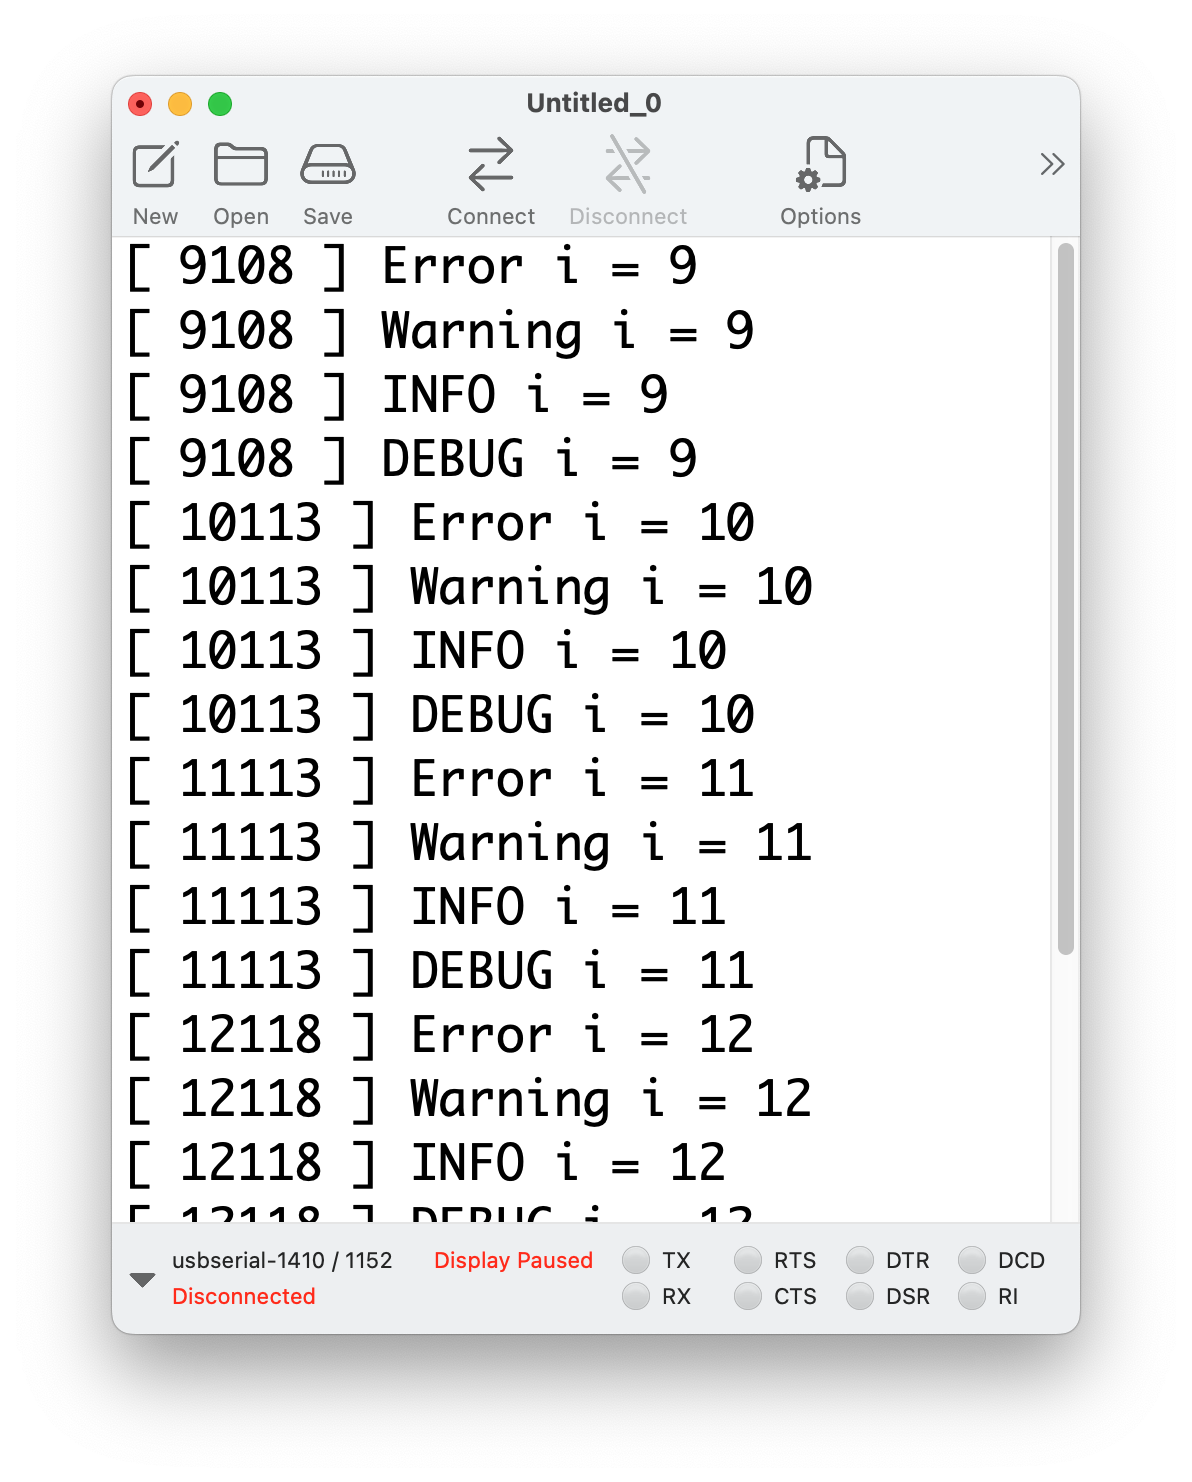 Untitled_0
New Open Save Connect Disconnect Options
[ 9108 ] Error i = 9
[ 9108 ] Warning i = 9
[ 9108 ] INFO i = 9
[ 9108 ] DEBUG i = 9
[ 10113 ] Error i = 10
[ 10113 ] Warning i = 10
[ 10113 ] INFO i = 10
[ 10113 ] DEBUG i = 10
[ 11113 ] Error i = 11
[ 11113 ] Warning i = 11
[ 11113 ] INFO i = 11
[ 11113 ] DEBUG i = 11
[ 12118 ] Error i = 12
[ 12118 ] Warning i = 12
[ 12118 ] INFO i = 12
[ 12118 ] DEBUG i = 12
usbserial-1410 / 1152 Display Paused TX RTS DTR DCD
Disconnected RX CTS DSR RI